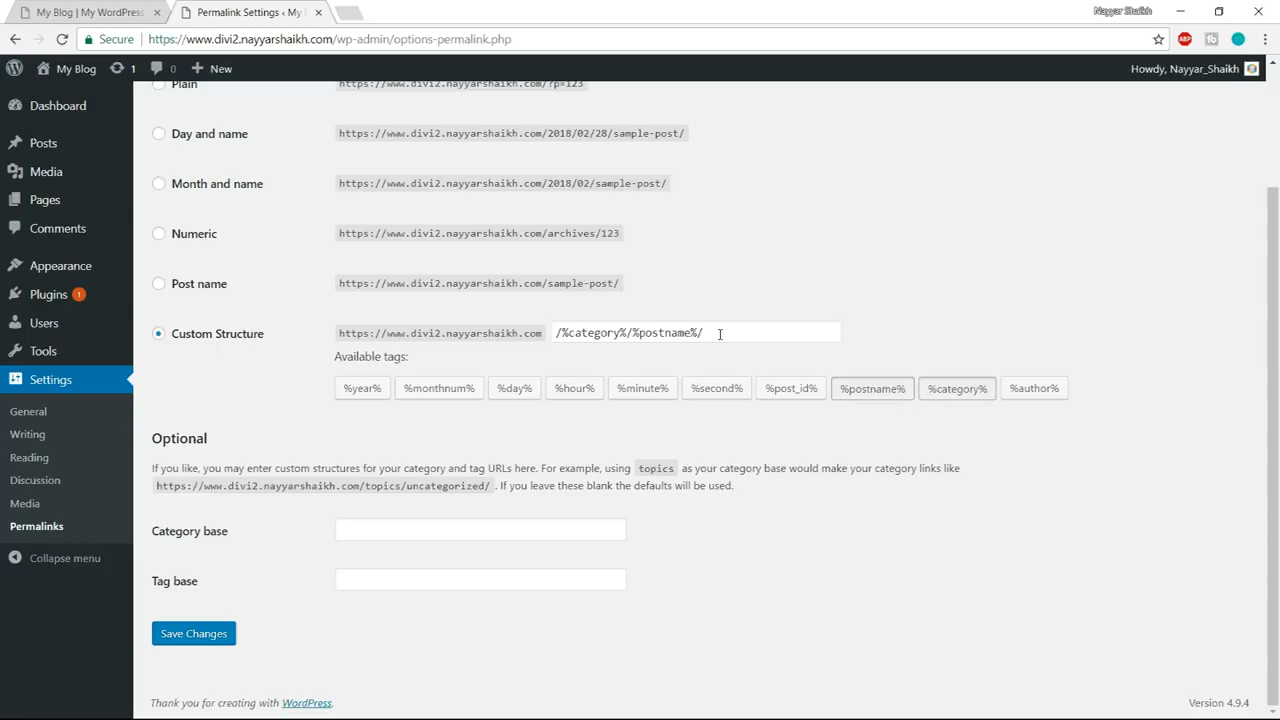 My Blog | My WordPress
Permalink Settings ‹ My
Nayyar Shaikh
Secure
https://www.divi2.nayyarshaikh.com/wp-admin/options-permalink.php
ABP
My Blog
1
0
New
Howdy, Nayyar_Shaikh
Dashboard
Posts
Media
Pages
Comments
Appearance
Plugins 1
Users
Tools
Settings
General
Writing
Reading
Discussion
Media
Permalinks
Collapse menu
Plain https://www.divi2.nayyarshaikh.com/?p=123
Day and name https://www.divi2.nayyarshaikh.com/2018/02/28/sample-post/
Month and name https://www.divi2.nayyarshaikh.com/2018/02/sample-post/
Numeric https://www.divi2.nayyarshaikh.com/archives/123
Post name https://www.divi2.nayyarshaikh.com/sample-post/
Custom Structure https://www.divi2.nayyarshaikh.com /%category%/%postname%/
Available tags:
%year% %monthnum% %day% %hour% %minute% %second% %post_id% %postname% %category% %author%
Optional
If you like, you may enter custom structures for your category and tag URLs here. For example, using topics as your category base would make your category links like
https://www.divi2.nayyarshaikh.com/topics/uncategorized/ . If you leave these blank the defaults will be used.
Category base
Tag base
Save Changes
Thank you for creating with WordPress.
Version 4.9.4